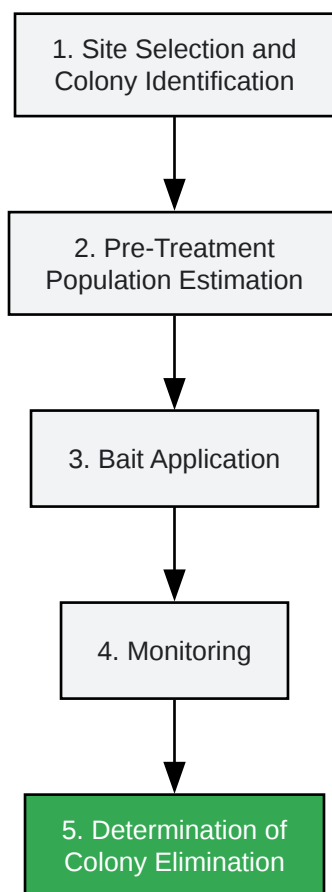 1. Site Selection and
Colony Identification
2. Pre-Treatment
Population Estimation
3. Bait Application
4. Monitoring
5. Determination of
Colony Elimination